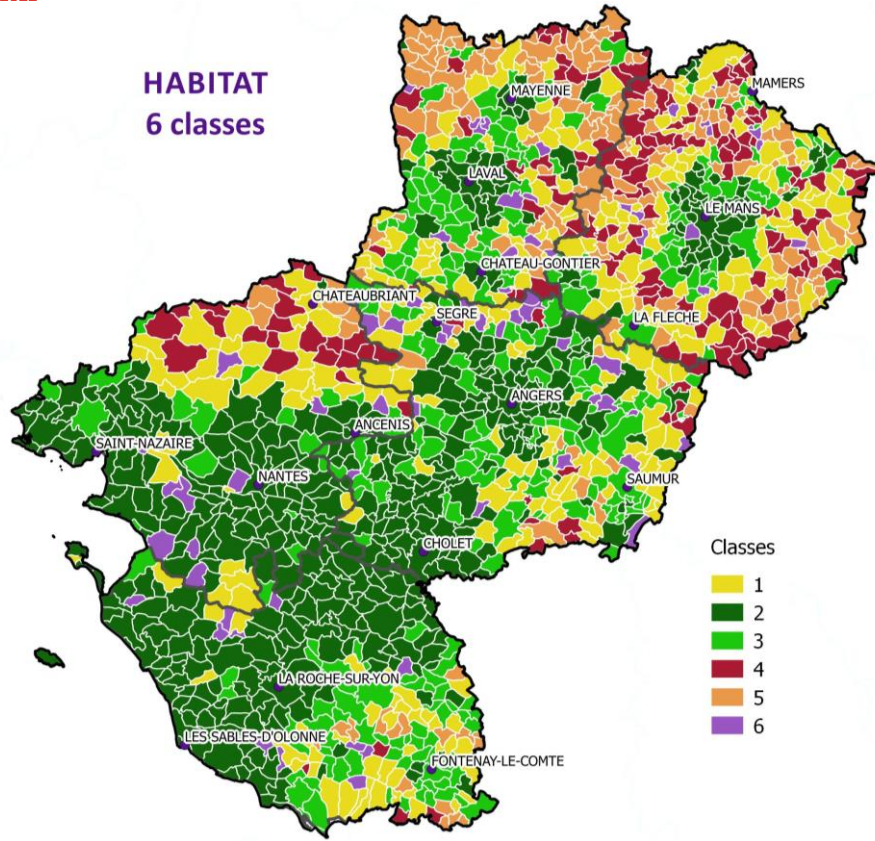 HABITAT
6 classes
MAYENNE
MAMERS
LAVAL
LE MANS
CHATEAU-GONTIER
CHATEAUBRIANT
SEGRE
LA FLECHE
ANGERS
ANCENIS
SAINT-NAZAIRE
NANTES
SAUMUR
CHOLET
LA ROCHE-SUR-YON
LES SABLES-D'OLONNE
FONTENAY-LE-COMTE
Classes
1
2
3
4
5
6